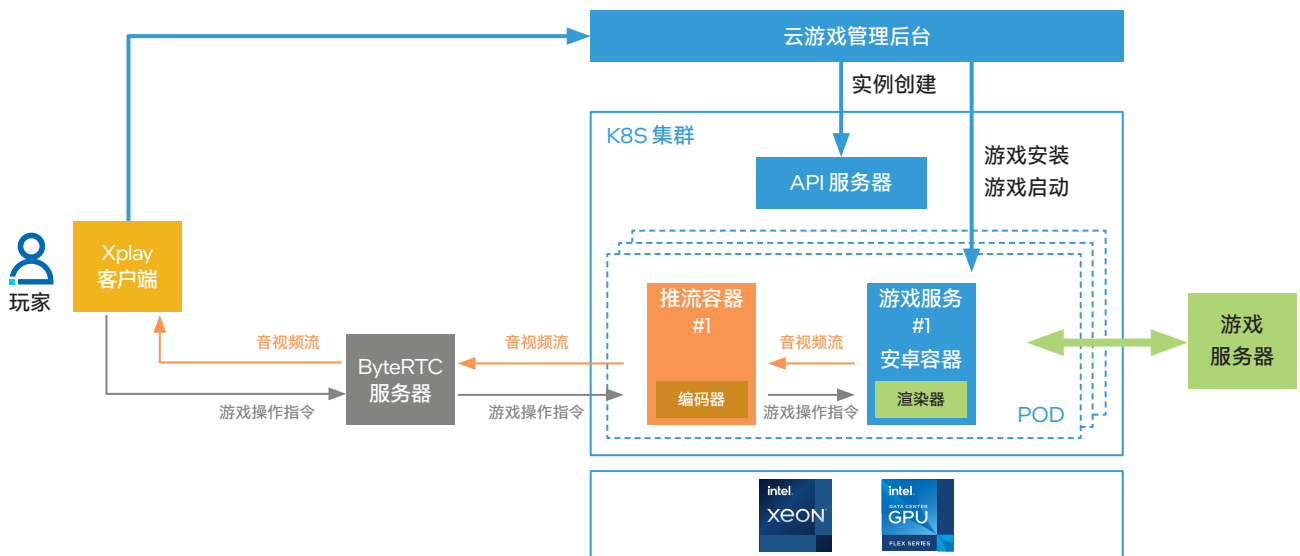 云游戏管理后台
实例创建
K8S 集群
API 服务器
游戏安装
游戏启动
Xplay
客户端
玩家
推流容器
#1
编码器
游戏服务
#1
安卓容器
渲染器
POD
游戏
服务器
音视频流
音视频流
音视频流
ByteRTC
服务器
游戏操作指令
游戏操作指令
游戏操作指令
intel.
XEON
intel.
DATA CENTER
GPU
FLEX SERIES